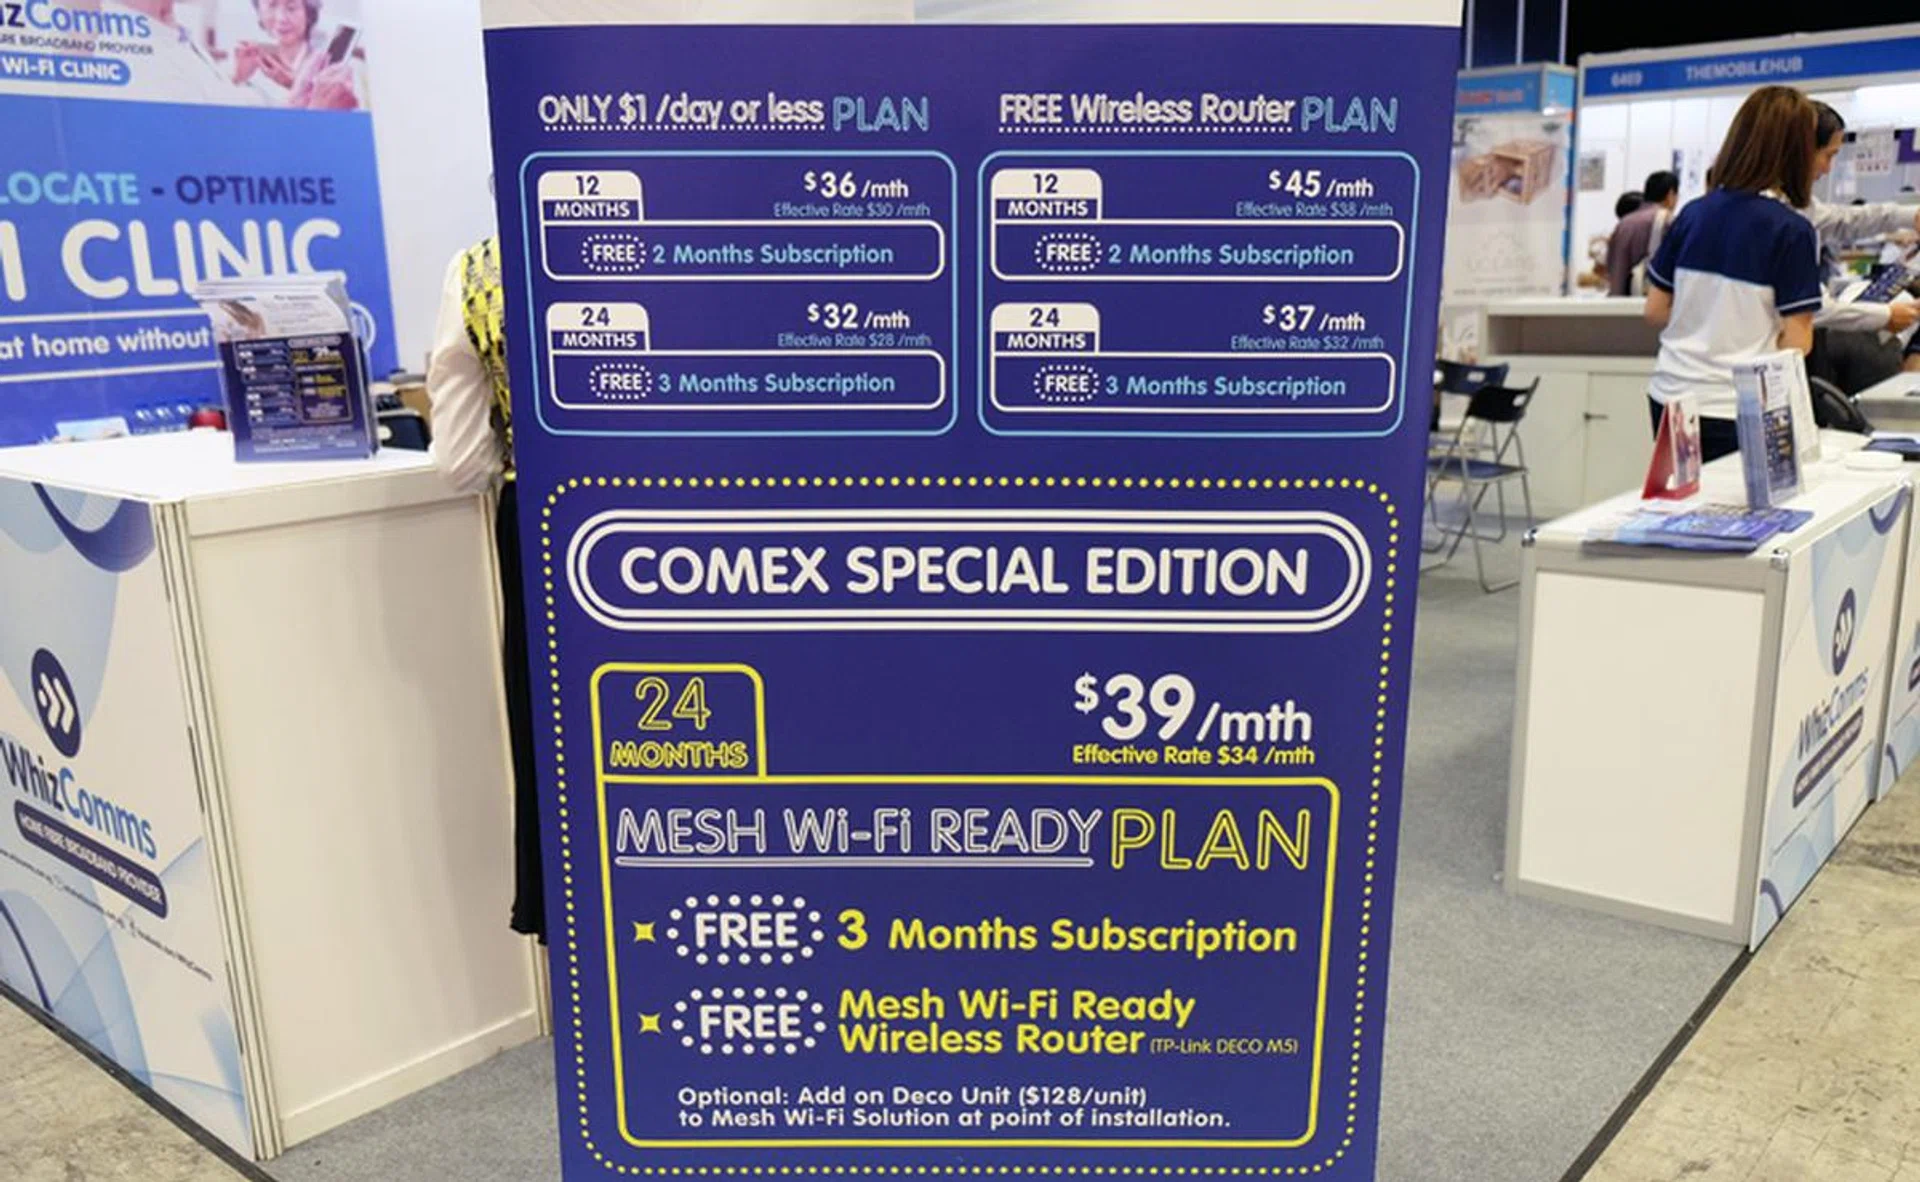 Comms
BROADBAND PROVIDER
WI-FI CLINIC
LOCATE - OPTIMISE
CLINIC
at home without
WhizComms
HOME FIBRE BROADBAND PROVIDER
ONLY $1 /day or less PLAN
12 MONTHS
$36 /mth
Effective Rate $30 /mth
FREE 2 Months Subscription
24 MONTHS
$32 /mth
Effective Rate $28 /mth
FREE 3 Months Subscription
FREE Wireless Router PLAN
12 MONTHS
$45 /mth
Effective Rate $38 /mth
FREE 2 Months Subscription
24 MONTHS
$37 /mth
Effective Rate $32 /mth
FREE 3 Months Subscription
COMEX SPECIAL EDITION
24 MONTHS
$39/mth
Effective Rate $34 /mth
MESH Wi-Fi READY PLAN
FREE 3 Months Subscription
FREE Mesh Wi-Fi Ready
Wireless Router (TP-Link DECO M5)
Optional: Add on Deco Unit ($128/unit)
to Mesh Wi-Fi Solution at point of installation.
6469 THEMOBILEHUB
WhizComms